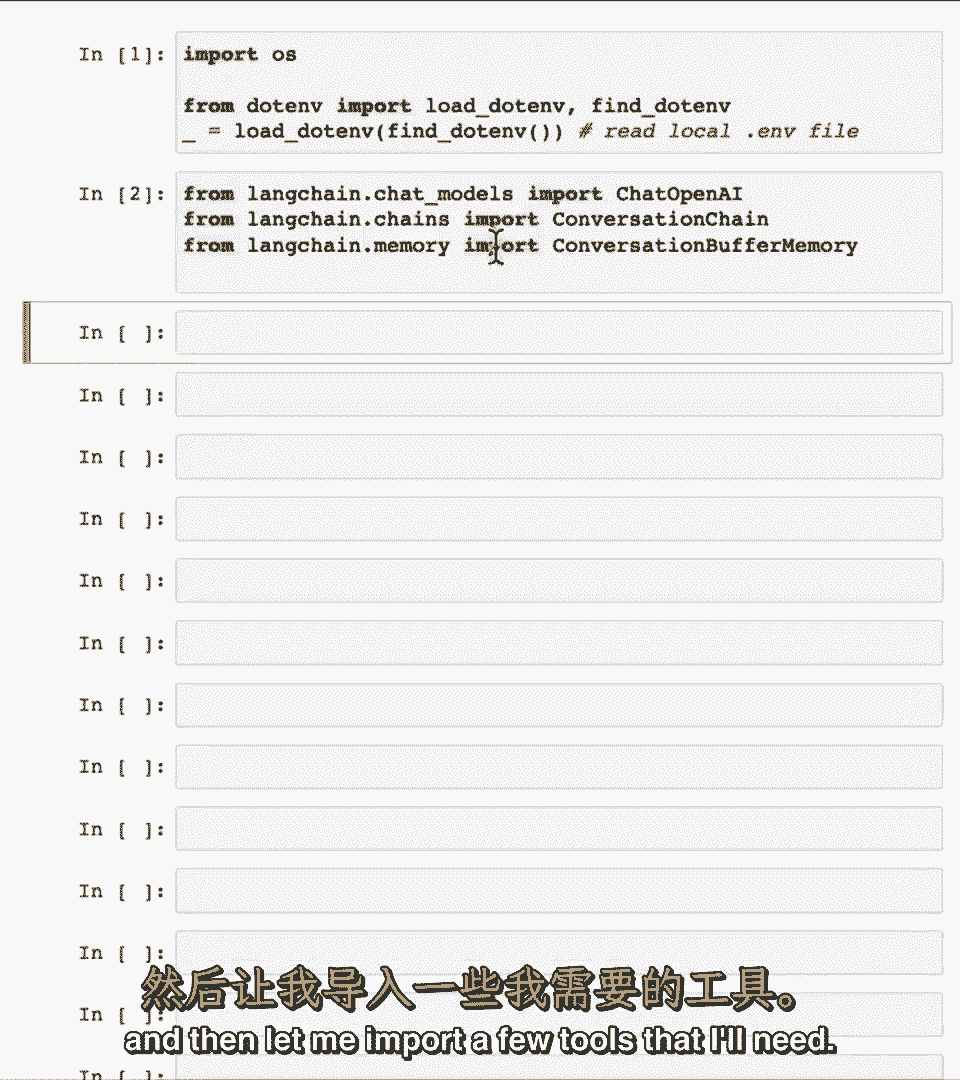 In [1]: import os
from dotenv import load_dotenv, find_dotenv
_ = load_dotenv(find_dotenv()) # read local .env file
In [2]: from langchain.chat_models import ChatOpenAI
from langchain.chains import ConversationChain
from langchain.memory import ConversationBufferMemory
In [ ]:
In [ ]:
In [ ]:
In [ ]:
In [ ]:
In [ ]:
In [ ]:
In [ ]:
In [ ]:
In [ ]:
In [ ]:
In [ ]:
In [ ]:
然后让我导入一些我需要的工具。
and then let me import a few tools that I'll need.